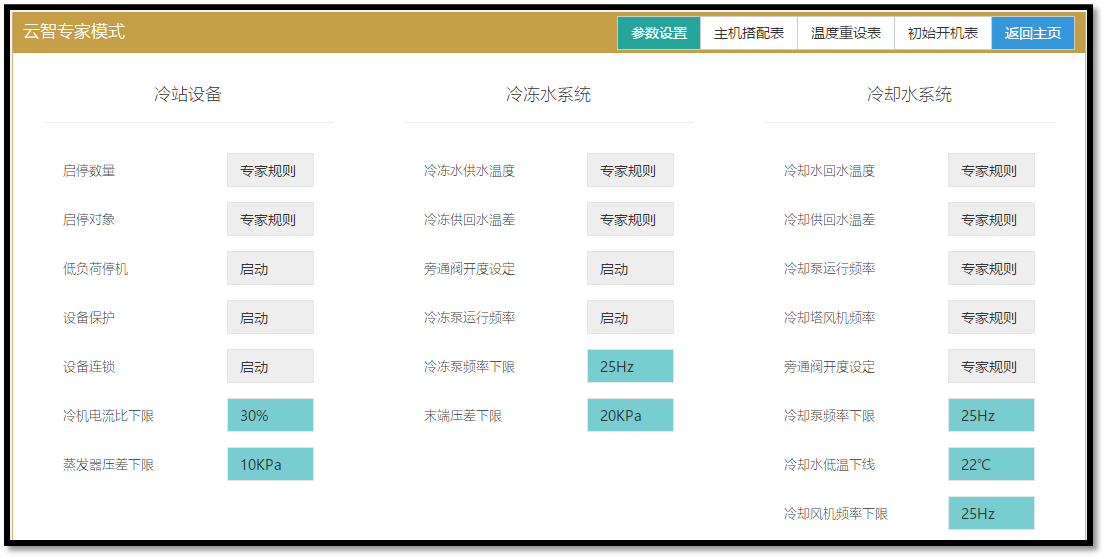 云智专家模式
参数设置 主机搭配表 温度重设表 初始开机表 返回主页
冷站设备
启停数量 专家规则
启停对象 专家规则
低负荷停机 启动
设备保护 启动
设备连锁 启动
冷机电流比下限 30%
蒸发器压差下限 10KPa
冷冻水系统
冷冻水供水温度 专家规则
冷冻供回水温差 专家规则
旁通阀开度设定 启动
冷冻泵运行频率 启动
冷冻泵频率下限 25Hz
末端压差下限 20KPa
冷却水系统
冷却水回水温度 专家规则
冷却供回水温差 专家规则
冷却泵运行频率 专家规则
冷却塔风机频率 专家规则
旁通阀开度设定 专家规则
冷却泵频率下限 25Hz
冷却水低温下线 22℃
冷却风机频率下限 25Hz